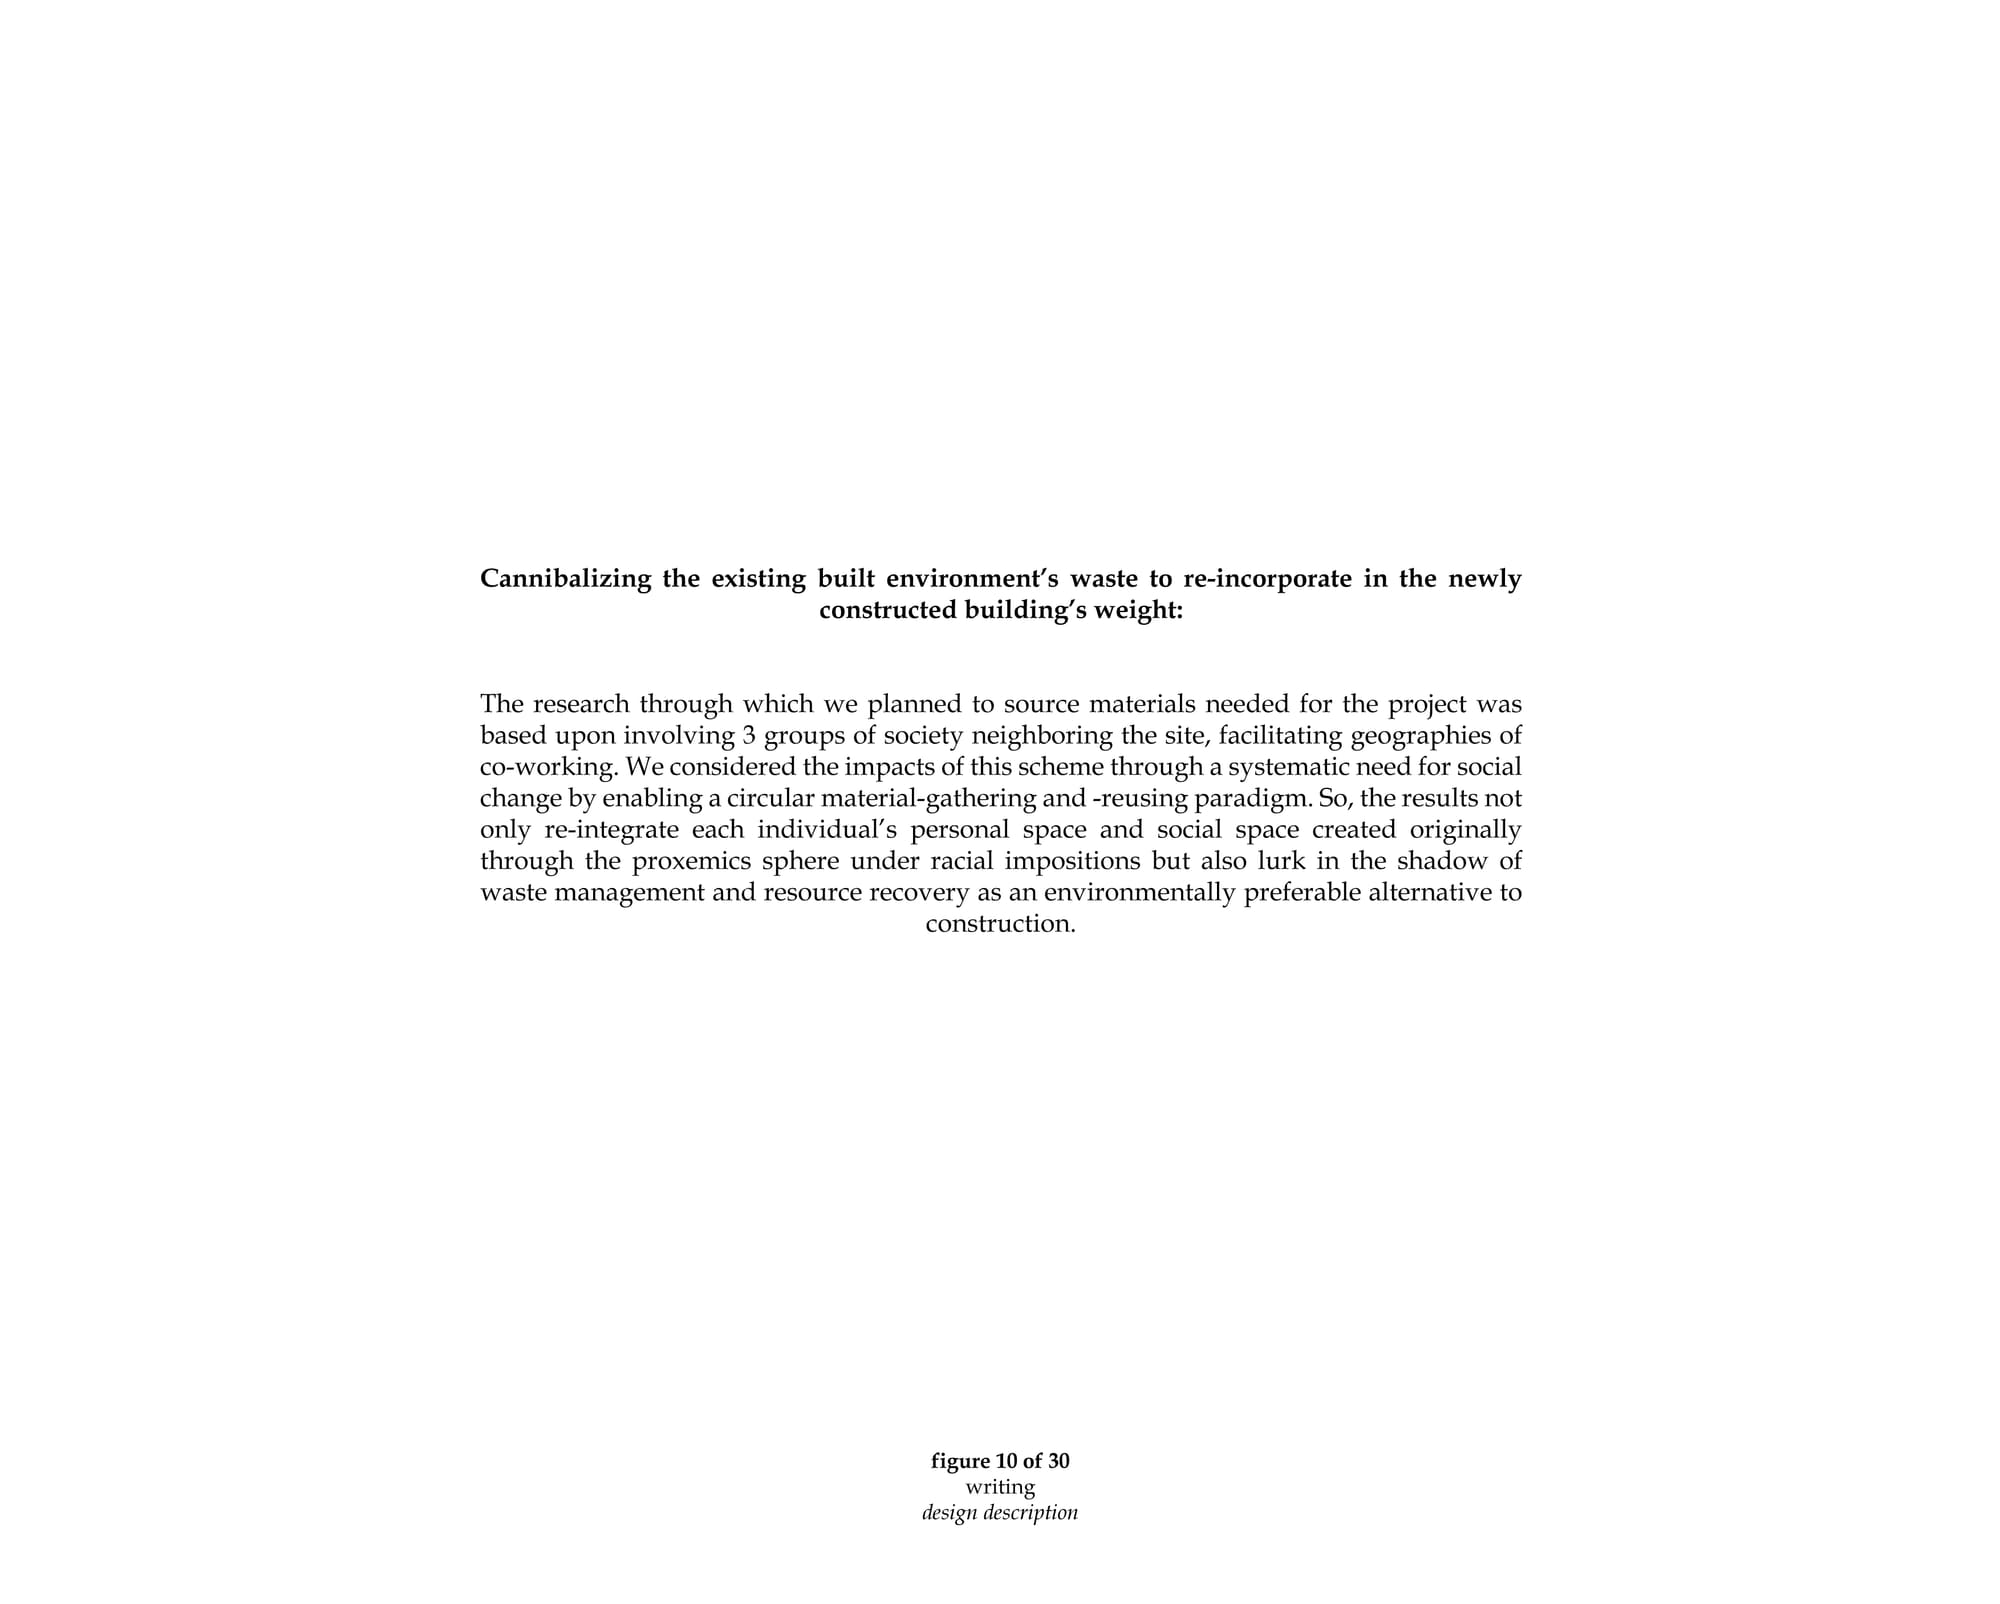 Cannibalizing the existing built environment’s waste to re-incorporate in the newly
constructed building’s weight:
The research through which we planned to source materials needed for the project was
based upon involving 3 groups of society neighboring the site, facilitating geographies of
co-working. We considered the impacts of this scheme through a systematic need for social
change by enabling a circular material-gathering and -reusing paradigm. So, the results not
only re-integrate each individual’s personal space and social space created originally
through the proxemics sphere under racial impositions but also lurk in the shadow of
waste management and resource recovery as an environmentally preferable alternative to
construction.
figure 10 of 30
writing
design description